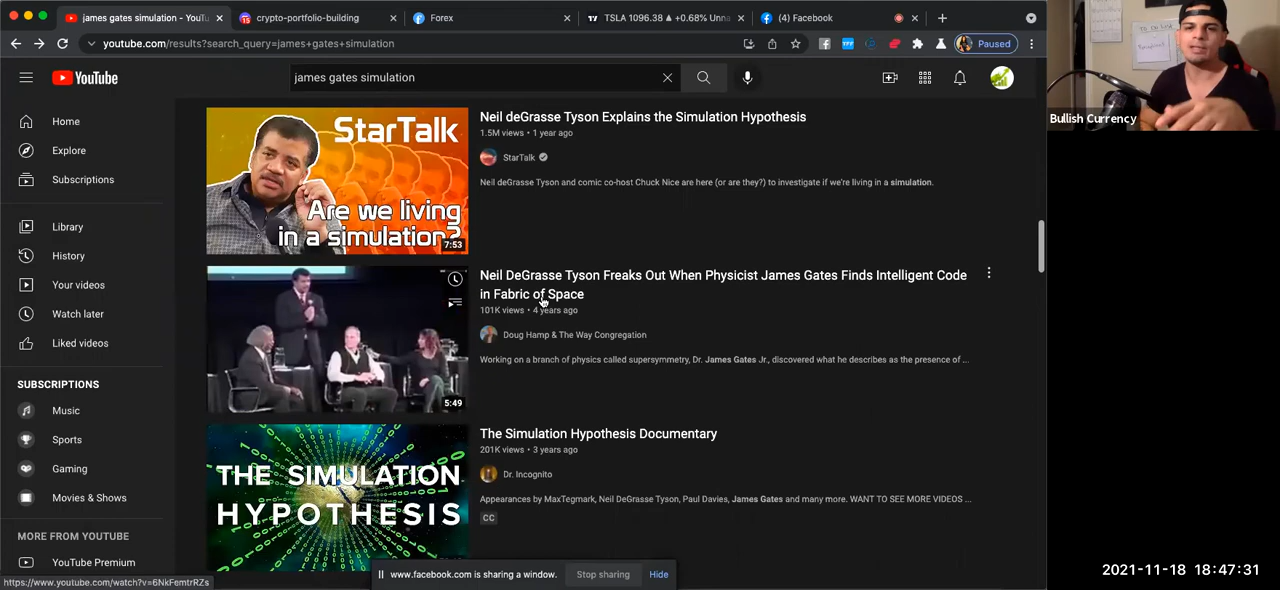 james gates simulation - YouTu
crypto-portfolio-building
Forex
TSLA 1096.38 ▲ +0.68% Unna
(4) Facebook
youtube.com/results?search_query=james+gates+simulation
Paused
YouTube
james gates simulation
Bullish Currency
Home
Explore
Subscriptions
Library
History
Your videos
Watch later
Liked videos
SUBSCRIPTIONS
Music
Sports
Gaming
Movies & Shows
MORE FROM YOUTUBE
YouTube Premium
StarTalk
Are we living
in a simulation?
7:53
Neil deGrasse Tyson Explains the Simulation Hypothesis
1.5M views • 1 year ago
StarTalk
Neil deGrasse Tyson and comic co-host Chuck Nice are here (or are they?) to investigate if we're living in a simulation.
5:49
Neil DeGrasse Tyson Freaks Out When Physicist James Gates Finds Intelligent Code
in Fabric of Space
101K views • 4 years ago
Doug Hamp & The Way Congregation
Working on a branch of physics called supersymmetry, Dr. James Gates Jr., discovered what he describes as the presence of ...
THE SIMULATION
HYPOTHESIS
The Simulation Hypothesis Documentary
201K views • 3 years ago
Dr. Incognito
Appearances by MaxTegmark, Neil DeGrasse Tyson, Paul Davies, James Gates and many more. WANT TO SEE MORE VIDEOS ...
CC
https://www.youtube.com/watch?v=6NkFemtrRZs
www.facebook.com is sharing a window.
Stop sharing
Hide
2021-11-18 18:47:31